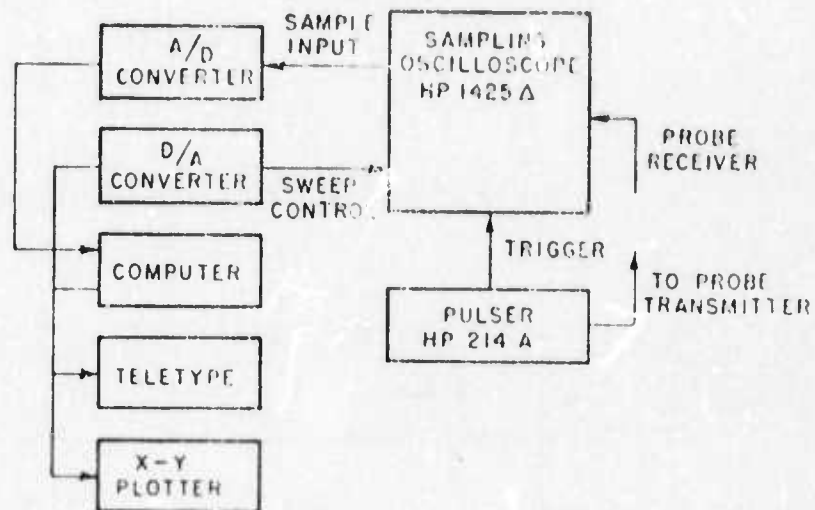 A/D
CONVERTER
SAMPLE
INPUT
SAMPLING
OSCILLOSCOPE
HP 1425 A
D/A
CONVERTER
SWEEP
CONTROL
PROBE
RECEIVER
COMPUTER
TRIGGER
TO PROBE
TRANSMITTER
PULSER
HP 214 A
TELETYPE
X-Y
PLOTTER